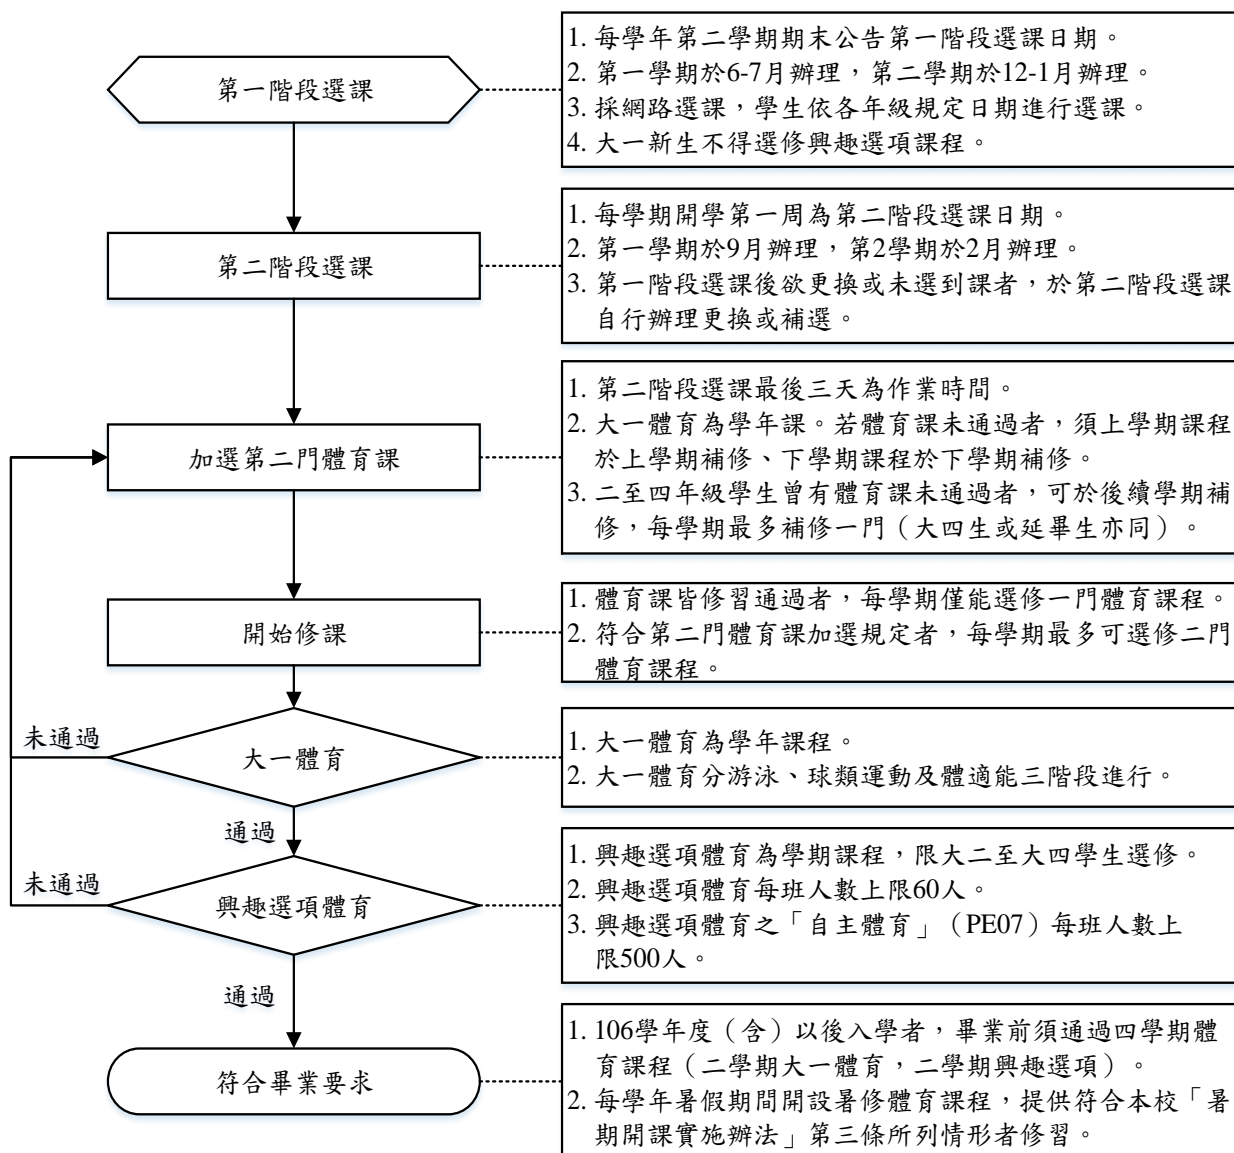 第一階段選課
1. 每學年第二學期期末公告第一階段選課日期。
2. 第一學期於6-7月辦理，第二學期於12-1月辦理。
3. 採網路選課，學生依各年級規定日期進行選課。
4. 大一新生不得選修興趣選項課程。
第二階段選課
1. 每學期開學第一周為第二階段選課日期。
2. 第一學期於9月辦理，第2學期於2月辦理。
3. 第一階段選課後欲更換或未選到課者，於第二階段選課
自行辦理更換或補選。
加選第二門體育課
1. 第二階段選課最後三天為作業時間。
2. 大一體育為學年課。若體育課未通過者，須上學期課程
於上學期補修、下學期課程於下學期補修。
3. 二至四年級學生曾有體育課未通過者，可於後續學期補
修，每學期最多補修一門（大四生或延畢生亦同）。
開始修課
1. 體育課皆修習通過者，每學期僅能選修一門體育課程。
2. 符合第二門體育課加選規定者，每學期最多可選修二門
體育課程。
未通過
大一體育
1. 大一體育為學年課程。
2. 大一體育分游泳、球類運動及體適能三階段進行。
通過
未通過
興趣選項體育
1. 興趣選項體育為學期課程，限大二至大四學生選修。
2. 興趣選項體育每班人數上限60人。
3. 興趣選項體育之「自主體育」（PE07）每班人數上
限500人。
通過
符合畢業要求
1. 106學年度（含）以後入學者，畢業前須通過四學期體
育課程（二學期大一體育，二學期興趣選項）。
2. 每學年暑假期間開設暑修體育課程，提供符合本校「暑
期開課實施辦法」第三條所列情形者修習。